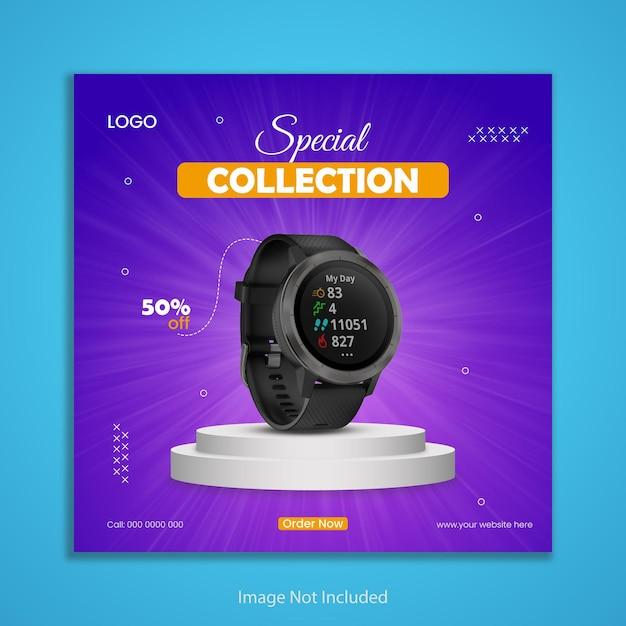 LOGO
Special
COLLECTION
50%
off
My Day
83
4
11051
827
Call: 000 0000 000
Order Now
www,your website here
Image Not Included